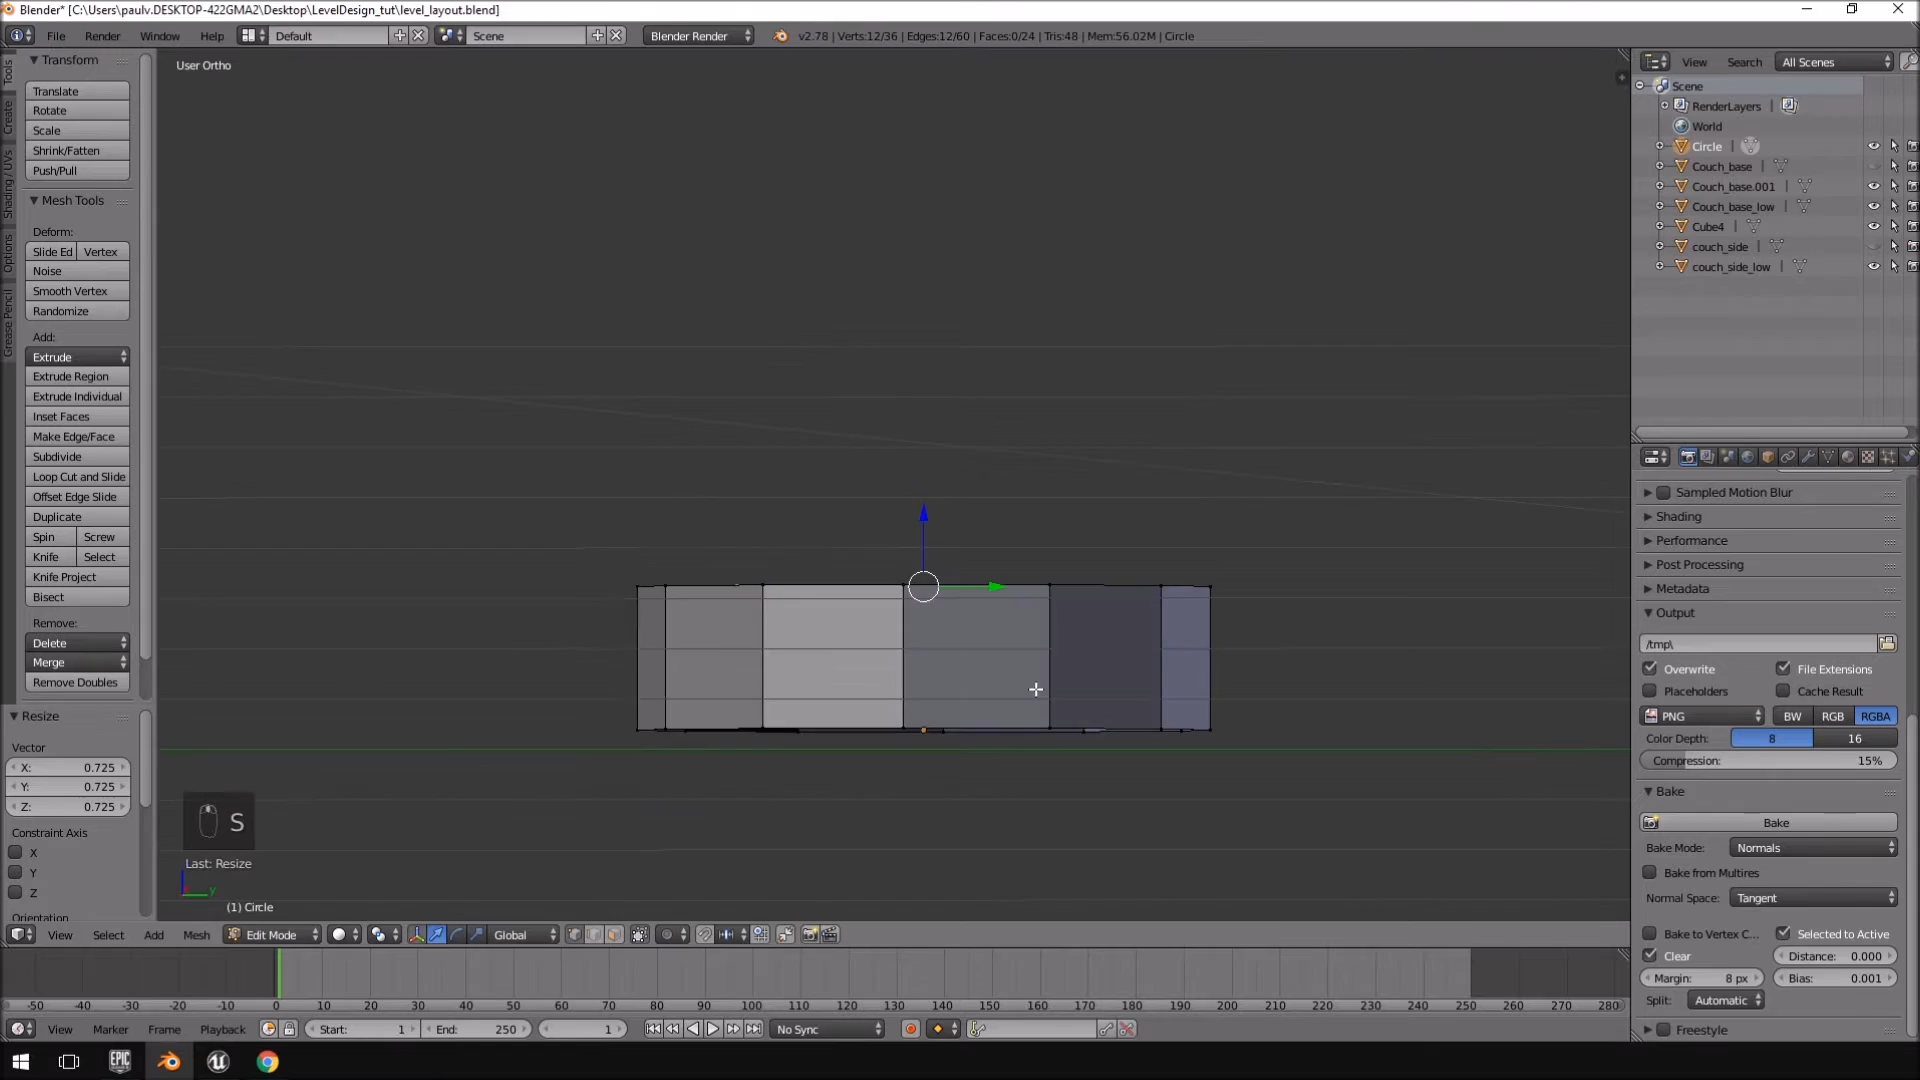 Blender* [C:\Users\paulv.DESKTOP-422GMA2\Desktop\LevelDesign_tut\level_layout.blend]
File Render Window Help Default Scene Blender Render v2.78 | Verts:12/36 | Edges:12/60 | Faces:0/24 | Tris:48 | Mem:56.02M | Circle
Tools
Create
Shading / UVs
Options
Grease Pencil
Transform
Translate
Rotate
Scale
Shrink/Fatten
Push/Pull
Mesh Tools
Deform:
Slide Ed Vertex
Noise
Smooth Vertex
Randomize
Add:
Extrude
Extrude Region
Extrude Individual
Inset Faces
Make Edge/Face
Subdivide
Loop Cut and Slide
Offset Edge Slide
Duplicate
Spin Screw
Knife Select
Knife Project
Bisect
Remove:
Delete
Merge
Remove Doubles
Resize
Vector
X: 0.725
Y: 0.725
Z: 0.725
Constraint Axis
X
Y
Z
Orientation
User Ortho
S
Last: Resize
y
(1) Circle
View Select Add Mesh Edit Mode Global
-50 -40 -30 -20 -10 0 10 20 30 40 50 60 70 80 90 100 110 120 130 140 150 160 170 180 190 200 210 220 230 240 250 260 270 280
View Marker Frame Playback Start: 1 End: 250 1 No Sync
View Search All Scenes
Scene
RenderLayers |
World
Circle |
Couch_base |
Couch_base.001 |
Couch_base_low |
Cube4 |
couch_side |
couch_side_low |
Sampled Motion Blur
Shading
Performance
Post Processing
Metadata
Output
/tmp\
Overwrite File Extensions
Placeholders Cache Result
PNG BW RGB RGBA
Color Depth: 8 16
Compression: 15%
Bake
Bake
Bake Mode: Normals
Bake from Multires
Normal Space: Tangent
Bake to Vertex C... Selected to Active
Clear Distance: 0.000
Margin: 8 px Bias: 0.001
Split: Automatic
Freestyle
EPIC GAMES